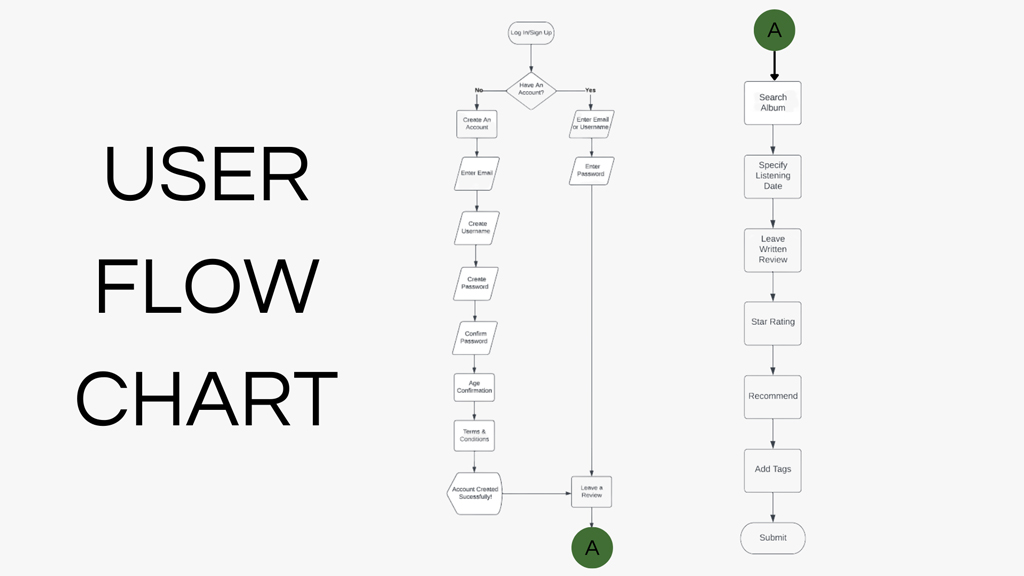 USER
FLOW
CHART
Log In/Sign Up
Have An
Account?
No
Yes
Create An
Account
Enter Email
Create
Username
Create
Password
Confirm
Password
Age
Confirmation
Terms &
Conditions
Account Created
Sucessfully!
Enter Email
or Username
Enter
Password
Leave a
Review
A
A
Search
Album
Specify
Listening
Date
Leave
Written
Review
Star Rating
Recommend
Add Tags
Submit